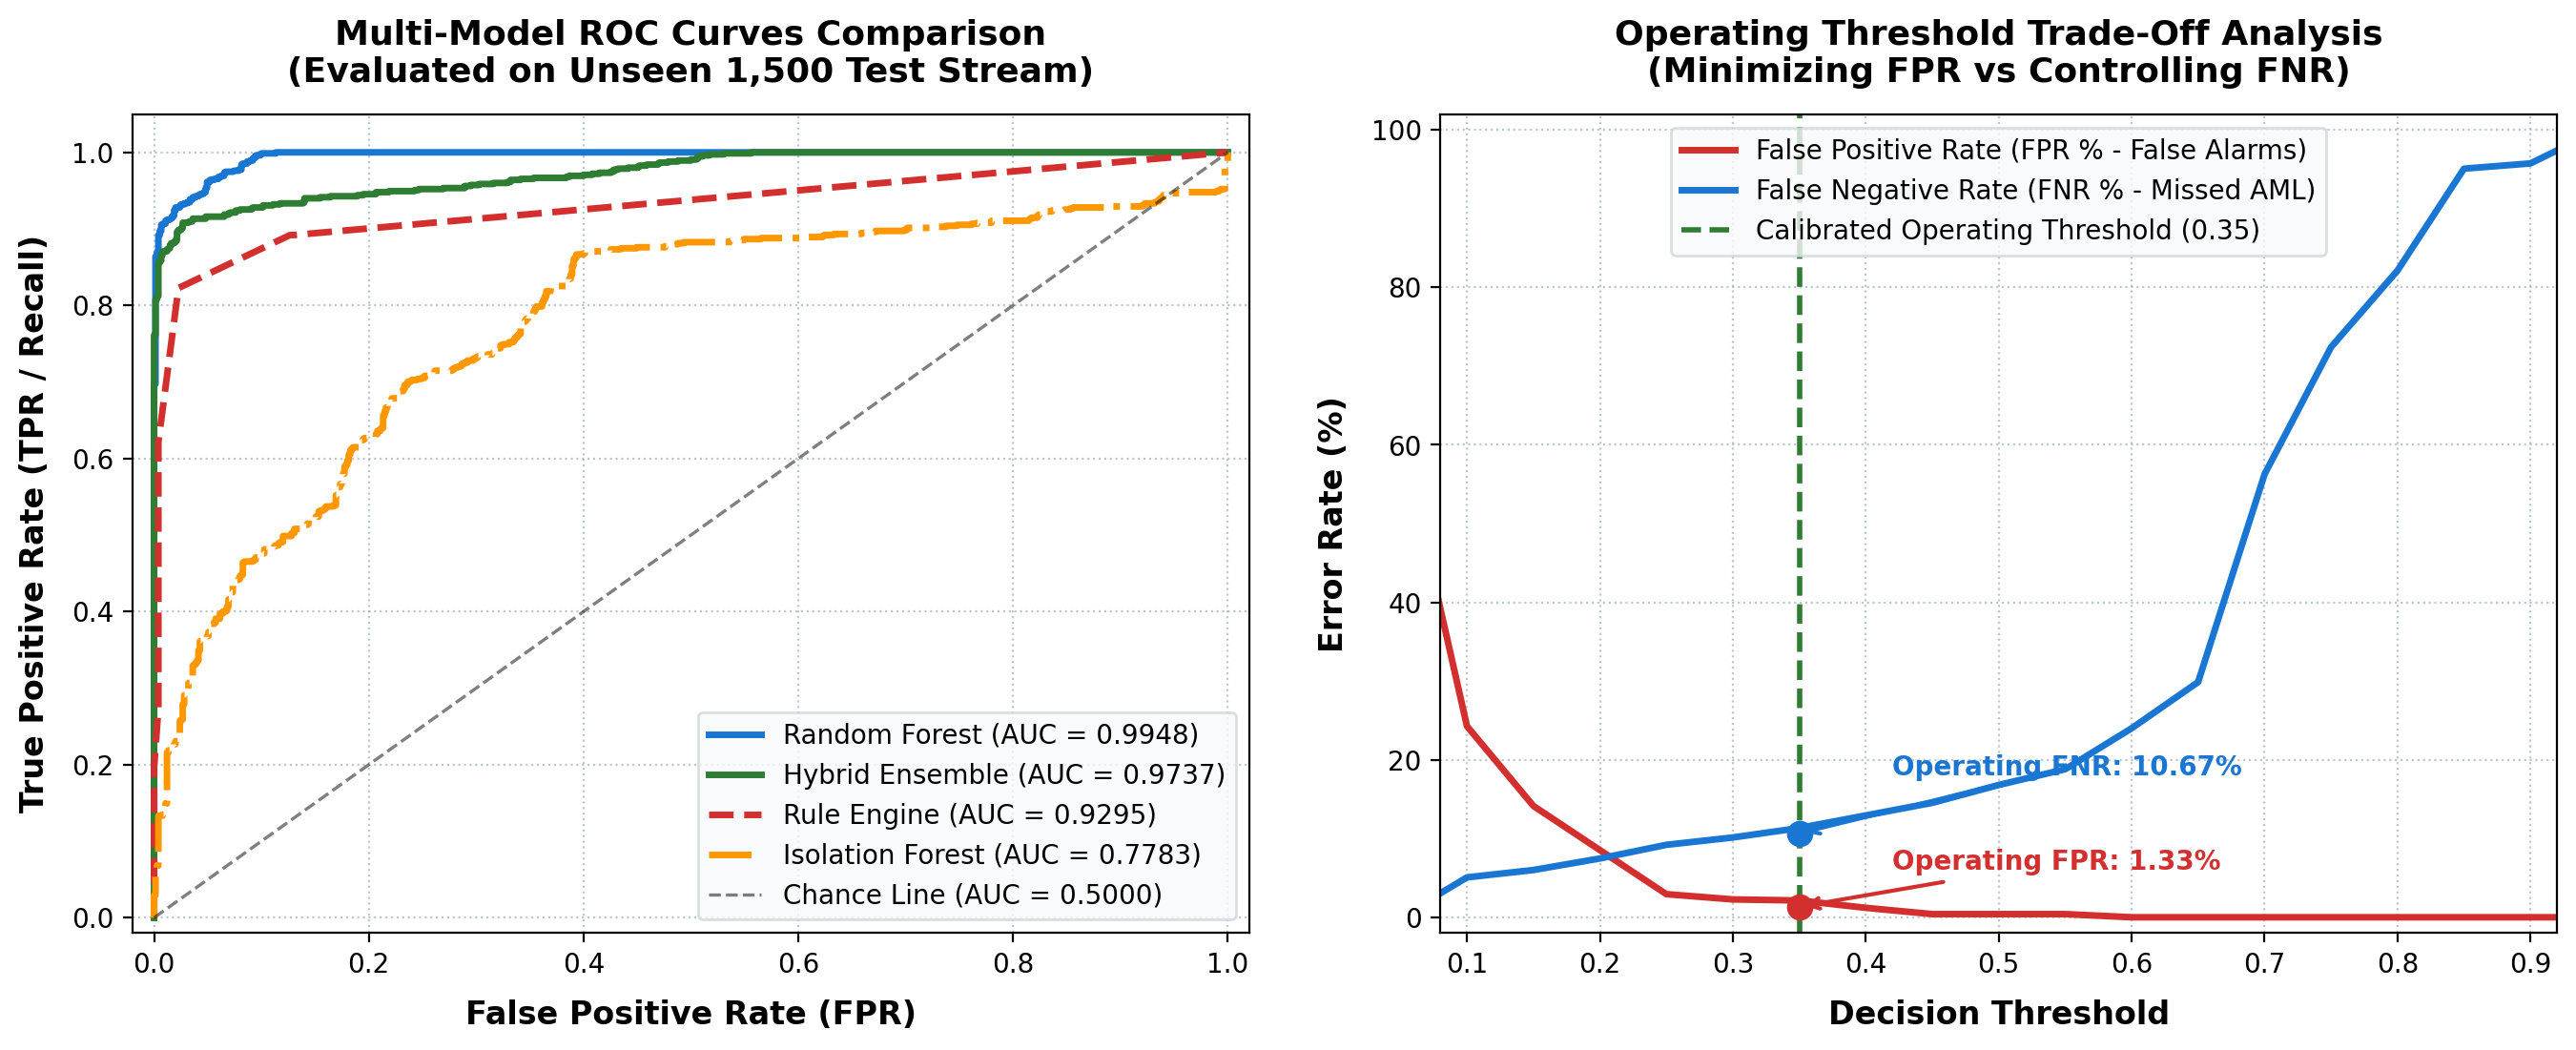 Multi-Model ROC Curves Comparison
(Evaluated on Unseen 1,500 Test Stream)
True Positive Rate (TPR / Recall)
1.0
0.8
0.6
0.4
0.2
0.0
Random Forest (AUC = 0.9948)
Hybrid Ensemble (AUC = 0.9737)
Rule Engine (AUC = 0.9295)
Isolation Forest (AUC = 0.7783)
Chance Line (AUC = 0.5000)
0.0 0.2 0.4 0.6 0.8 1.0
False Positive Rate (FPR)
Operating Threshold Trade-Off Analysis
(Minimizing FPR vs Controlling FNR)
Error Rate (%)
100
80
60
40
20
0
False Positive Rate (FPR % - False Alarms)
False Negative Rate (FNR % - Missed AML)
Calibrated Operating Threshold (0.35)
Operating FNR: 10.67%
Operating FPR: 1.33%
0.1 0.2 0.3 0.4 0.5 0.6 0.7 0.8 0.9
Decision Threshold